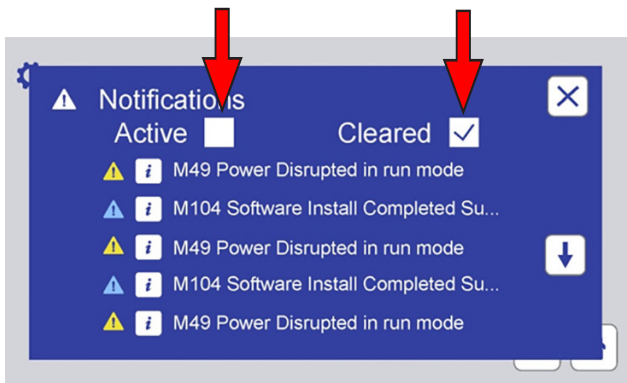 Notifications
Active Cleared
M49 Power Disrupted in run mode
M104 Software Install Completed Su...
M49 Power Disrupted in run mode
M104 Software Install Completed Su...
M49 Power Disrupted in run mode